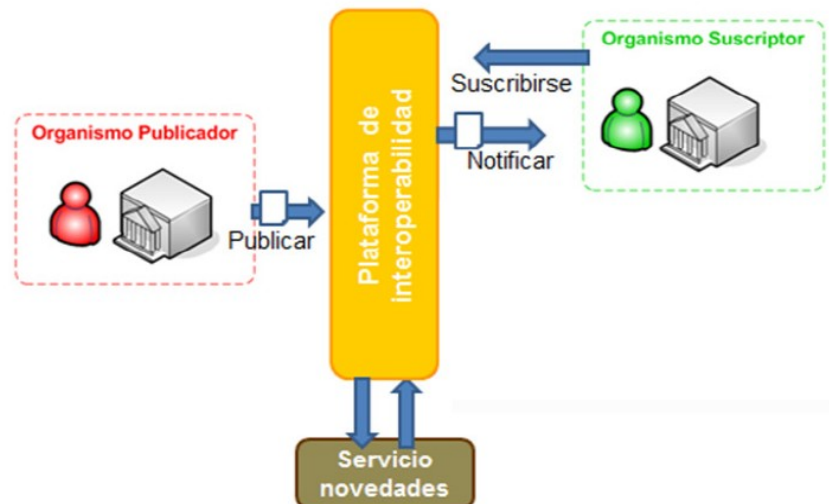 Organismo Publicador
Publicar
Plataforma de
interoperabilidad
Organismo Suscriptor
Suscribirse
Notificar
Servicio
novedades